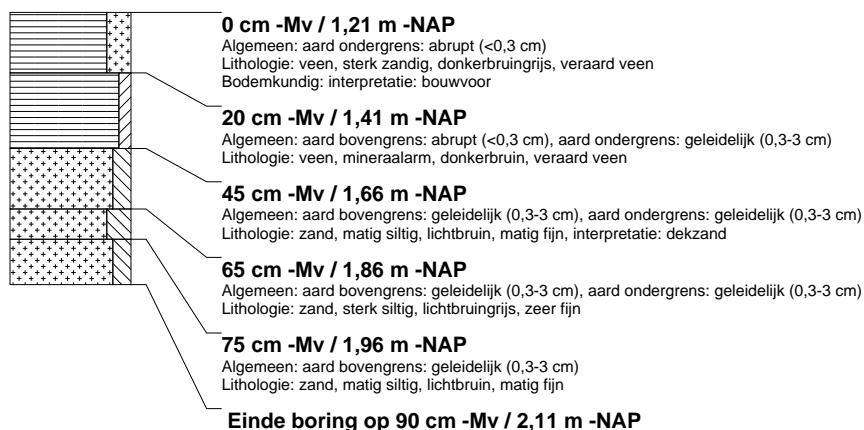 0 cm -Mv / 1,21 m -NAP
Algemeen: aard ondergrens: abrupt (<0,3 cm)
Lithologie: veen, sterk zandig, donkerbruingrijs, veraard veen
Bodemkundig: interpretatie: bouwvoor
20 cm -Mv / 1,41 m -NAP
Algemeen: aard bovengrens: abrupt (<0,3 cm), aard ondergrens: geleidelijk (0,3-3 cm)
Lithologie: veen, mineraalarm, donkerbruin, veraard veen
45 cm -Mv / 1,66 m -NAP
Algemeen: aard bovengrens: geleidelijk (0,3-3 cm), aard ondergrens: geleidelijk (0,3-3 cm)
Lithologie: zand, matig siltig, lichtbruin, matig fijn, interpretatie: dekzand
65 cm -Mv / 1,86 m -NAP
Algemeen: aard bovengrens: geleidelijk (0,3-3 cm), aard ondergrens: geleidelijk (0,3-3 cm)
Lithologie: zand, sterk siltig, lichtbruingrijs, zeer fijn
75 cm -Mv / 1,96 m -NAP
Algemeen: aard bovengrens: geleidelijk (0,3-3 cm)
Lithologie: zand, matig siltig, lichtbruin, matig fijn
Einde boring op 90 cm -Mv / 2,11 m -NAP